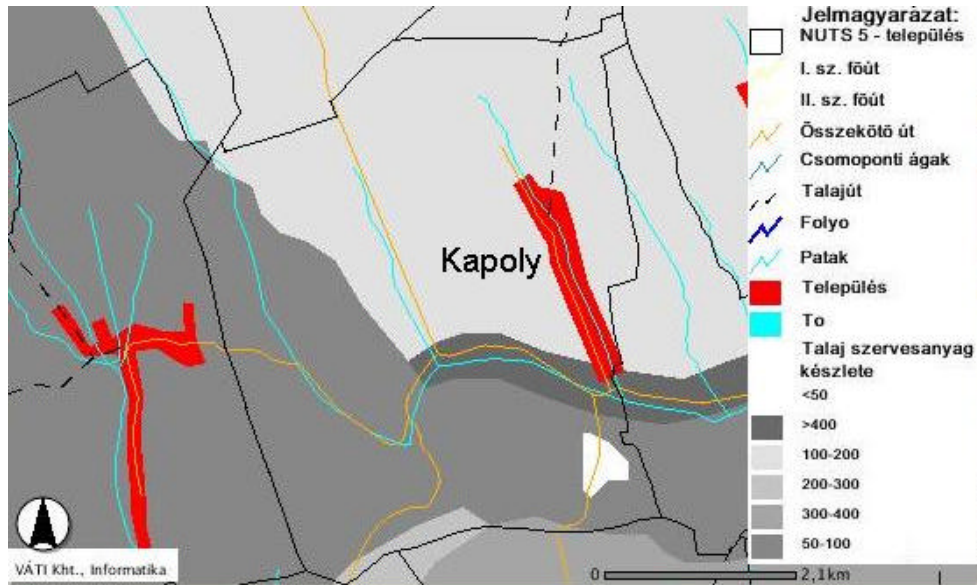 Jelmagyarázat:
NUTS 5 - település
I. sz. főút
II. sz. főút
Összekötö út
Csomoponti ágak
Talajút
Folyo
Patak
Település
To
Talaj szervesanyag
készlete
<50
>400
100-200
200-300
300-400
50-100
Kapoly
VÁTI Kht., Informatika
0 2,1km